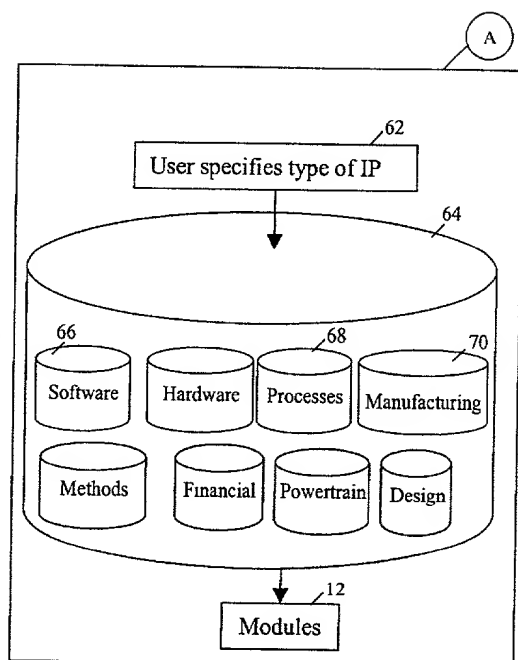 A
62
User specifies type of IP
64
66
68
70
Software
Hardware
Processes
Manufacturing
Methods
Financial
Powertrain
Design
12
Modules